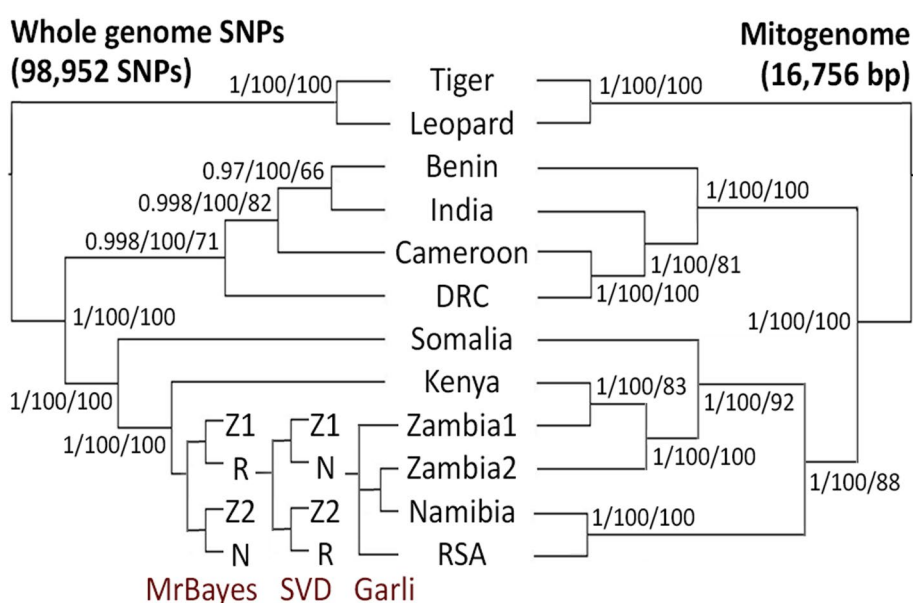 Whole genome SNPs
(98,952 SNPs)
Mitogenome
(16,756 bp)
1/100/100
Tiger
1/100/100
Leopard
0.97/100/66
Benin
1/100/100
0.998/100/82
India
0.998/100/71
Cameroon
1/100/81
DRC
1/100/100
1/100/100
Somalia
1/100/100
1/100/100
Kenya
1/100/83
1/100/92
1/100/100
Z1
Z1
Zambia1
1/100/100
R
N
Zambia2
1/100/88
Z2
Z2
Namibia
1/100/100
N
R
RSA
MrBayes
SVD
Garli